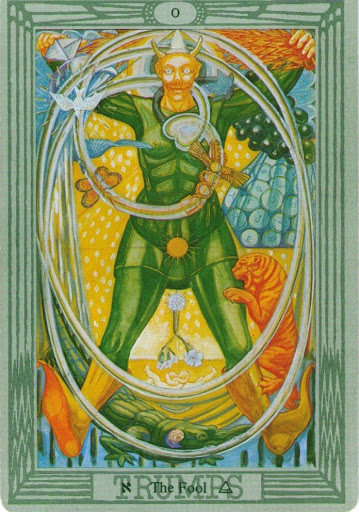 0
א The Fool 🜁
TRUMPS